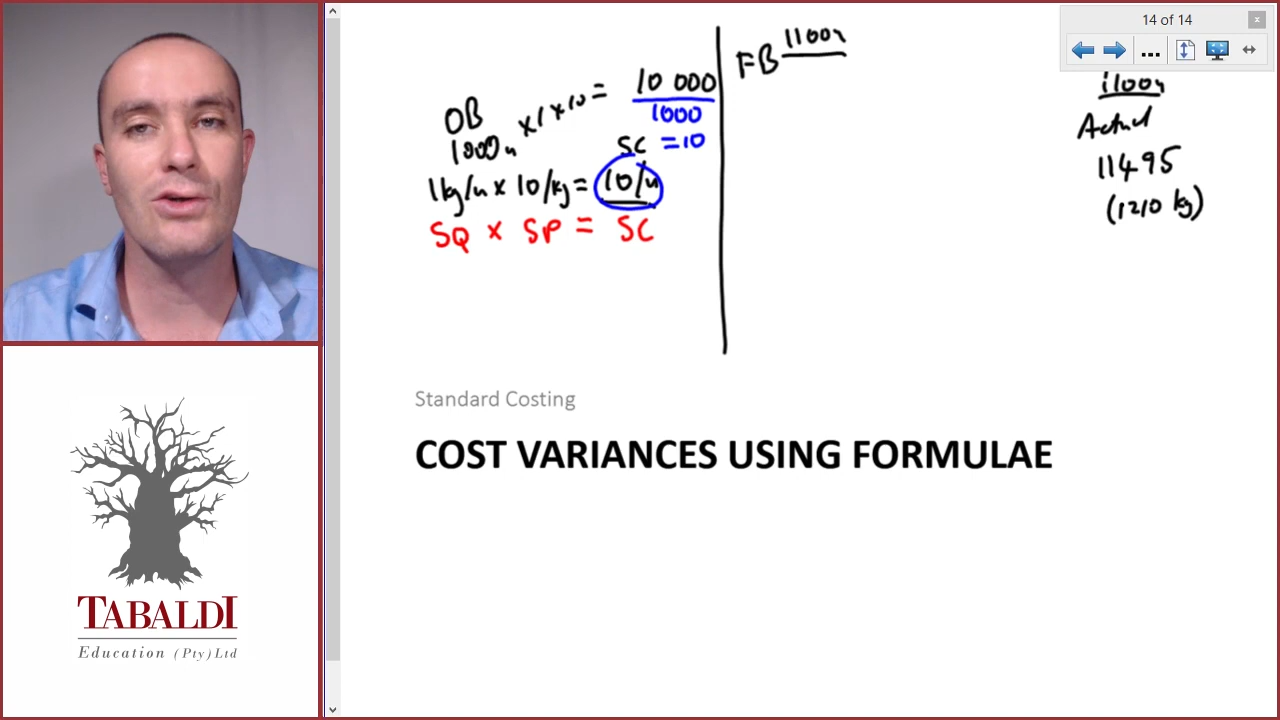 14 of 14
OB
1000u x 1 x 10 = 10 000
1000
SC = 10
1kg/u x 10/kg = 10/u
SQ x SP = SC
FB 1100u
1100u
Actual
11495
(1210 kg)
Standard Costing
COST VARIANCES USING FORMULAE
TABALDI
Education (Pty) Ltd